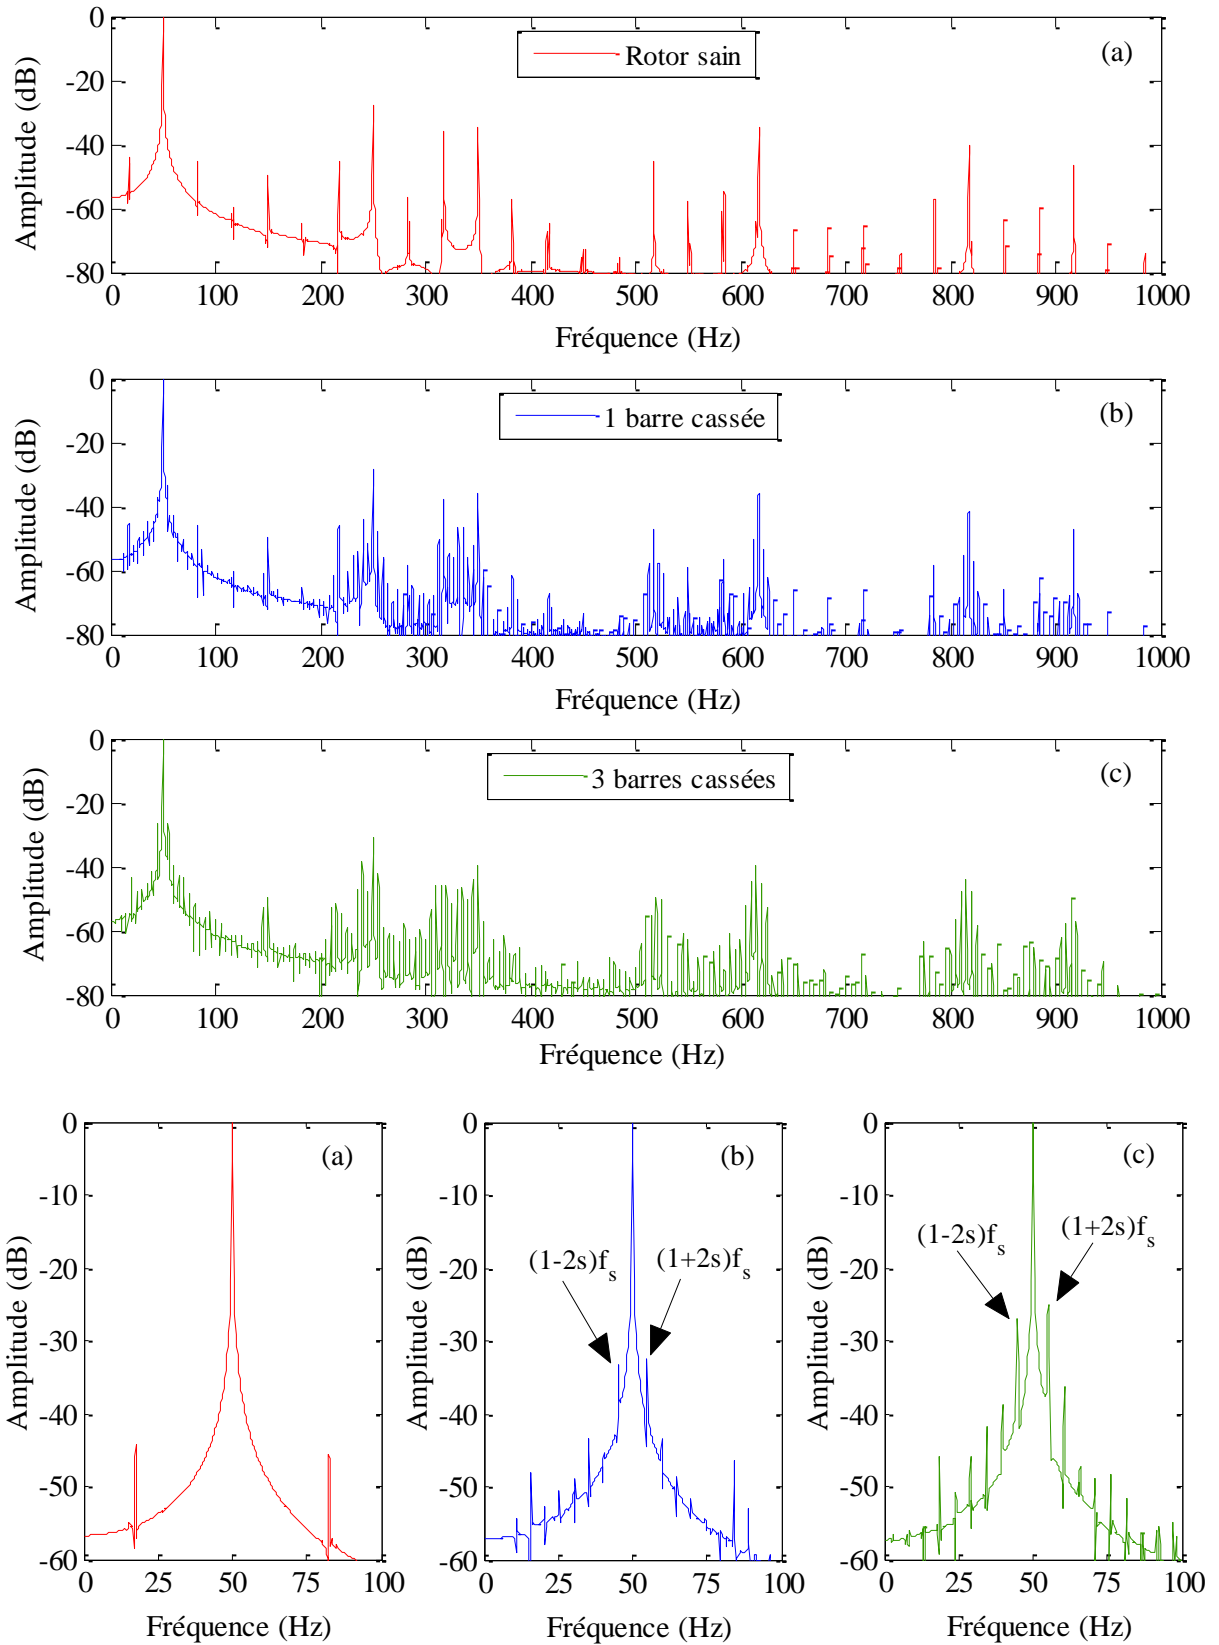 0
-20
-40
-60
-80
Amplitude (dB)
Rotor sain
(a)
0 100 200 300 400 500 600 700 800 900 1000
Fréquence (Hz)
0
-20
-40
-60
-80
Amplitude (dB)
1 barre cassée
(b)
0 100 200 300 400 500 600 700 800 900 1000
Fréquence (Hz)
0
-20
-40
-60
-80
Amplitude (dB)
3 barres cassées
(c)
0 100 200 300 400 500 600 700 800 900 1000
Fréquence (Hz)
0
-10
-20
-30
-40
-50
-60
Amplitude (dB)
(a)
0 25 50 75 100
Fréquence (Hz)
0
-10
-20
-30
-40
-50
-60
Amplitude (dB)
(b)
(1-2s)fs
(1+2s)fs
0 25 50 75 100
Fréquence (Hz)
0
-10
-20
-30
-40
-50
-60
Amplitude (dB)
(c)
(1-2s)fs
(1+2s)fs
0 25 50 75 100
Fréquence (Hz)